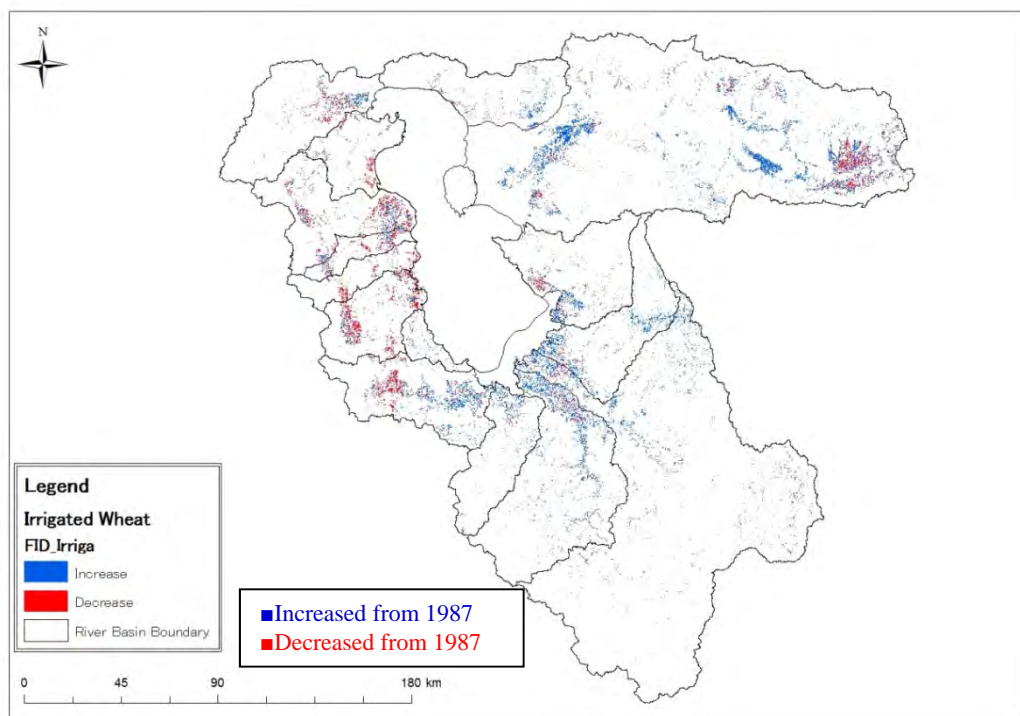 N
Legend
Irrigated Wheat
FID_Irriga
Increase
Decrease
River Basin Boundary
■Increased from 1987
■Decreased from 1987
0 45 90 180 km